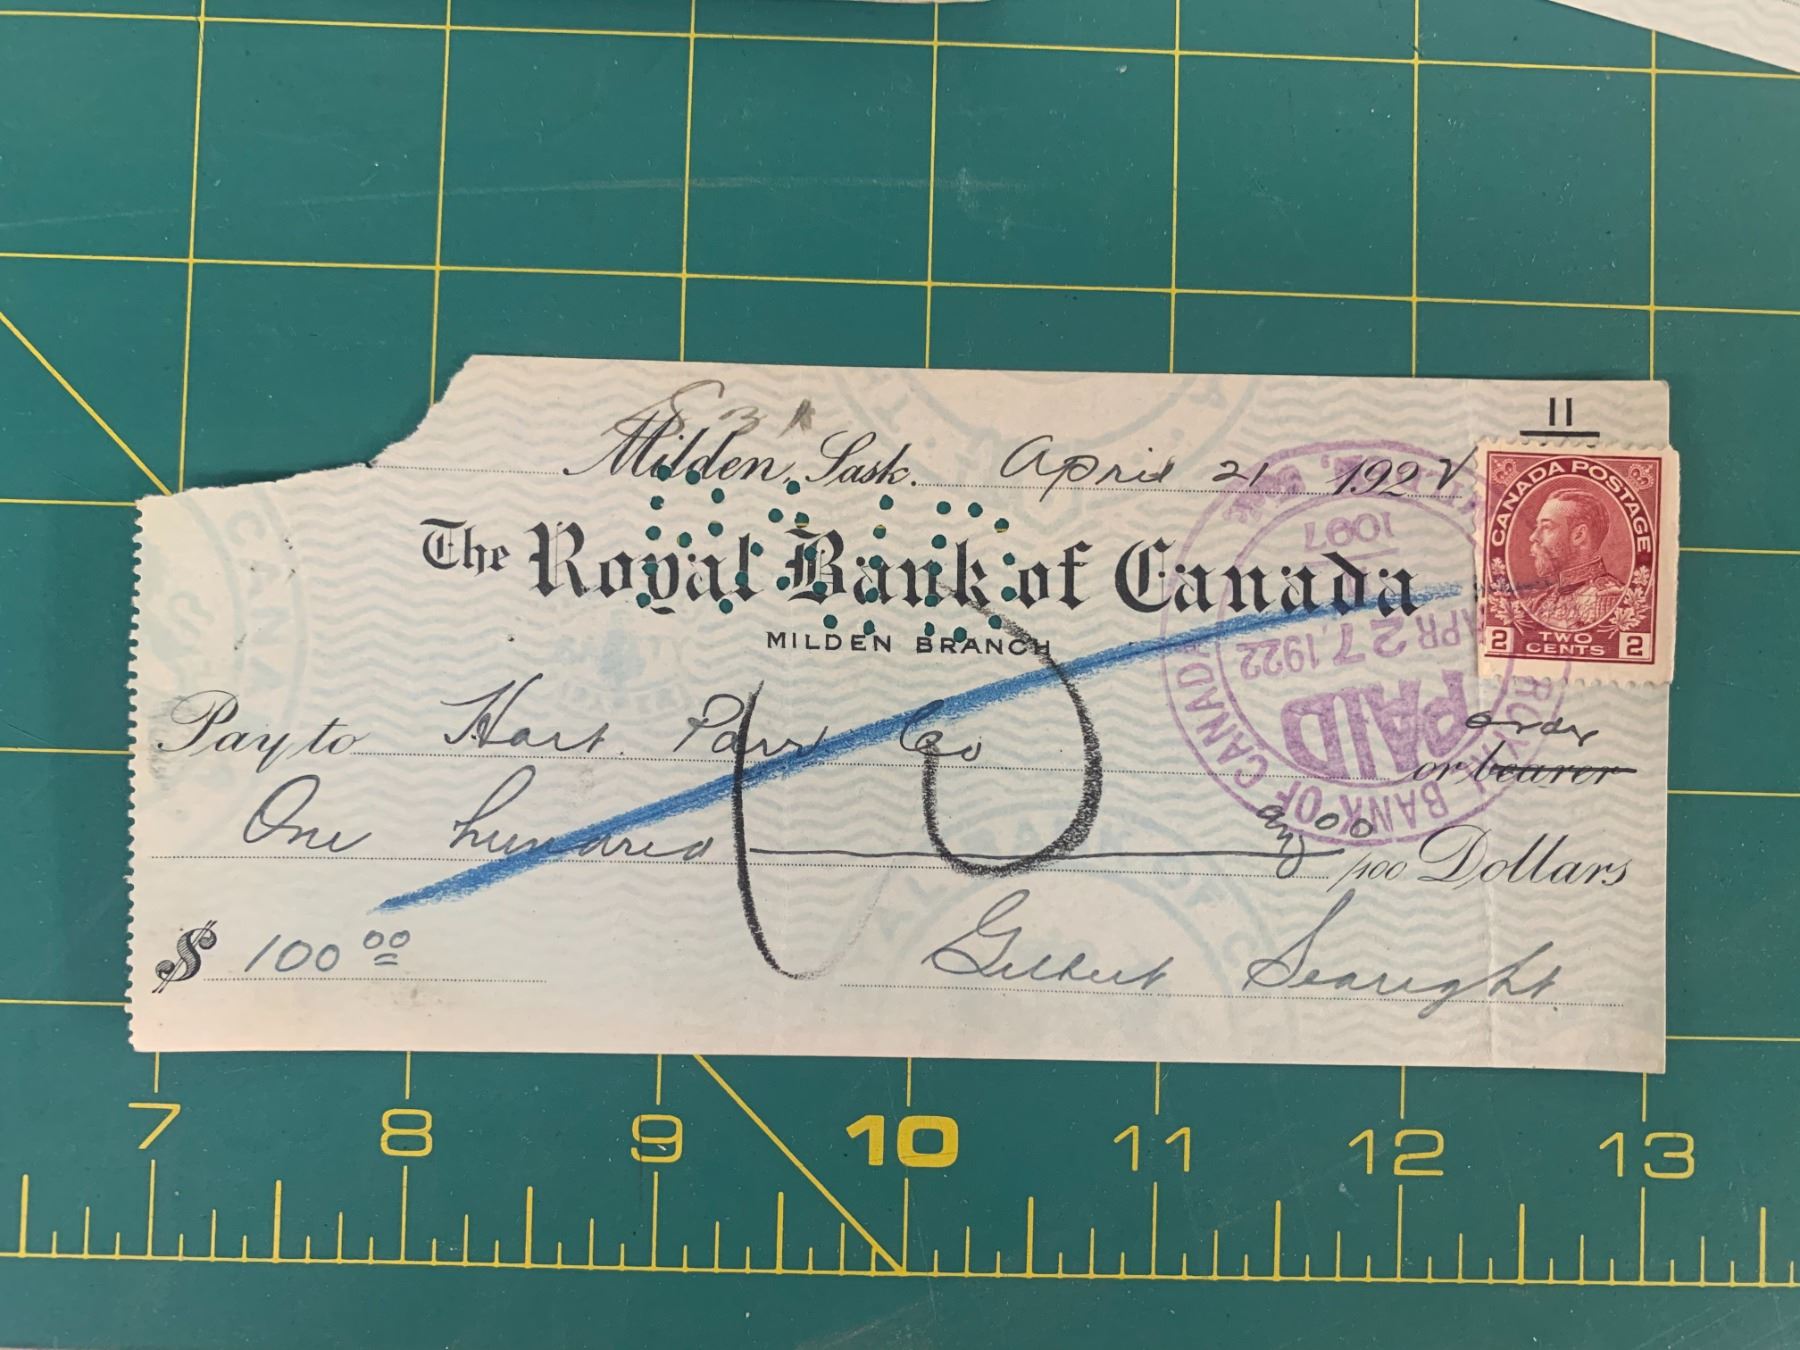 11
Milden, Sask. April 21 1922
CANADA POSTAGE
2 TWO CENTS 2
The Royal Bank of Canada
MILDEN BRANCH
1097
APR 27 1922
PAID
ROYAL BANK OF CANADA
Pay to Hart Parr Co or bearer
order
One hundred and 00/100 Dollars
$ 100 00
Gilbert Searight.
7 8 9 10 11 12 13